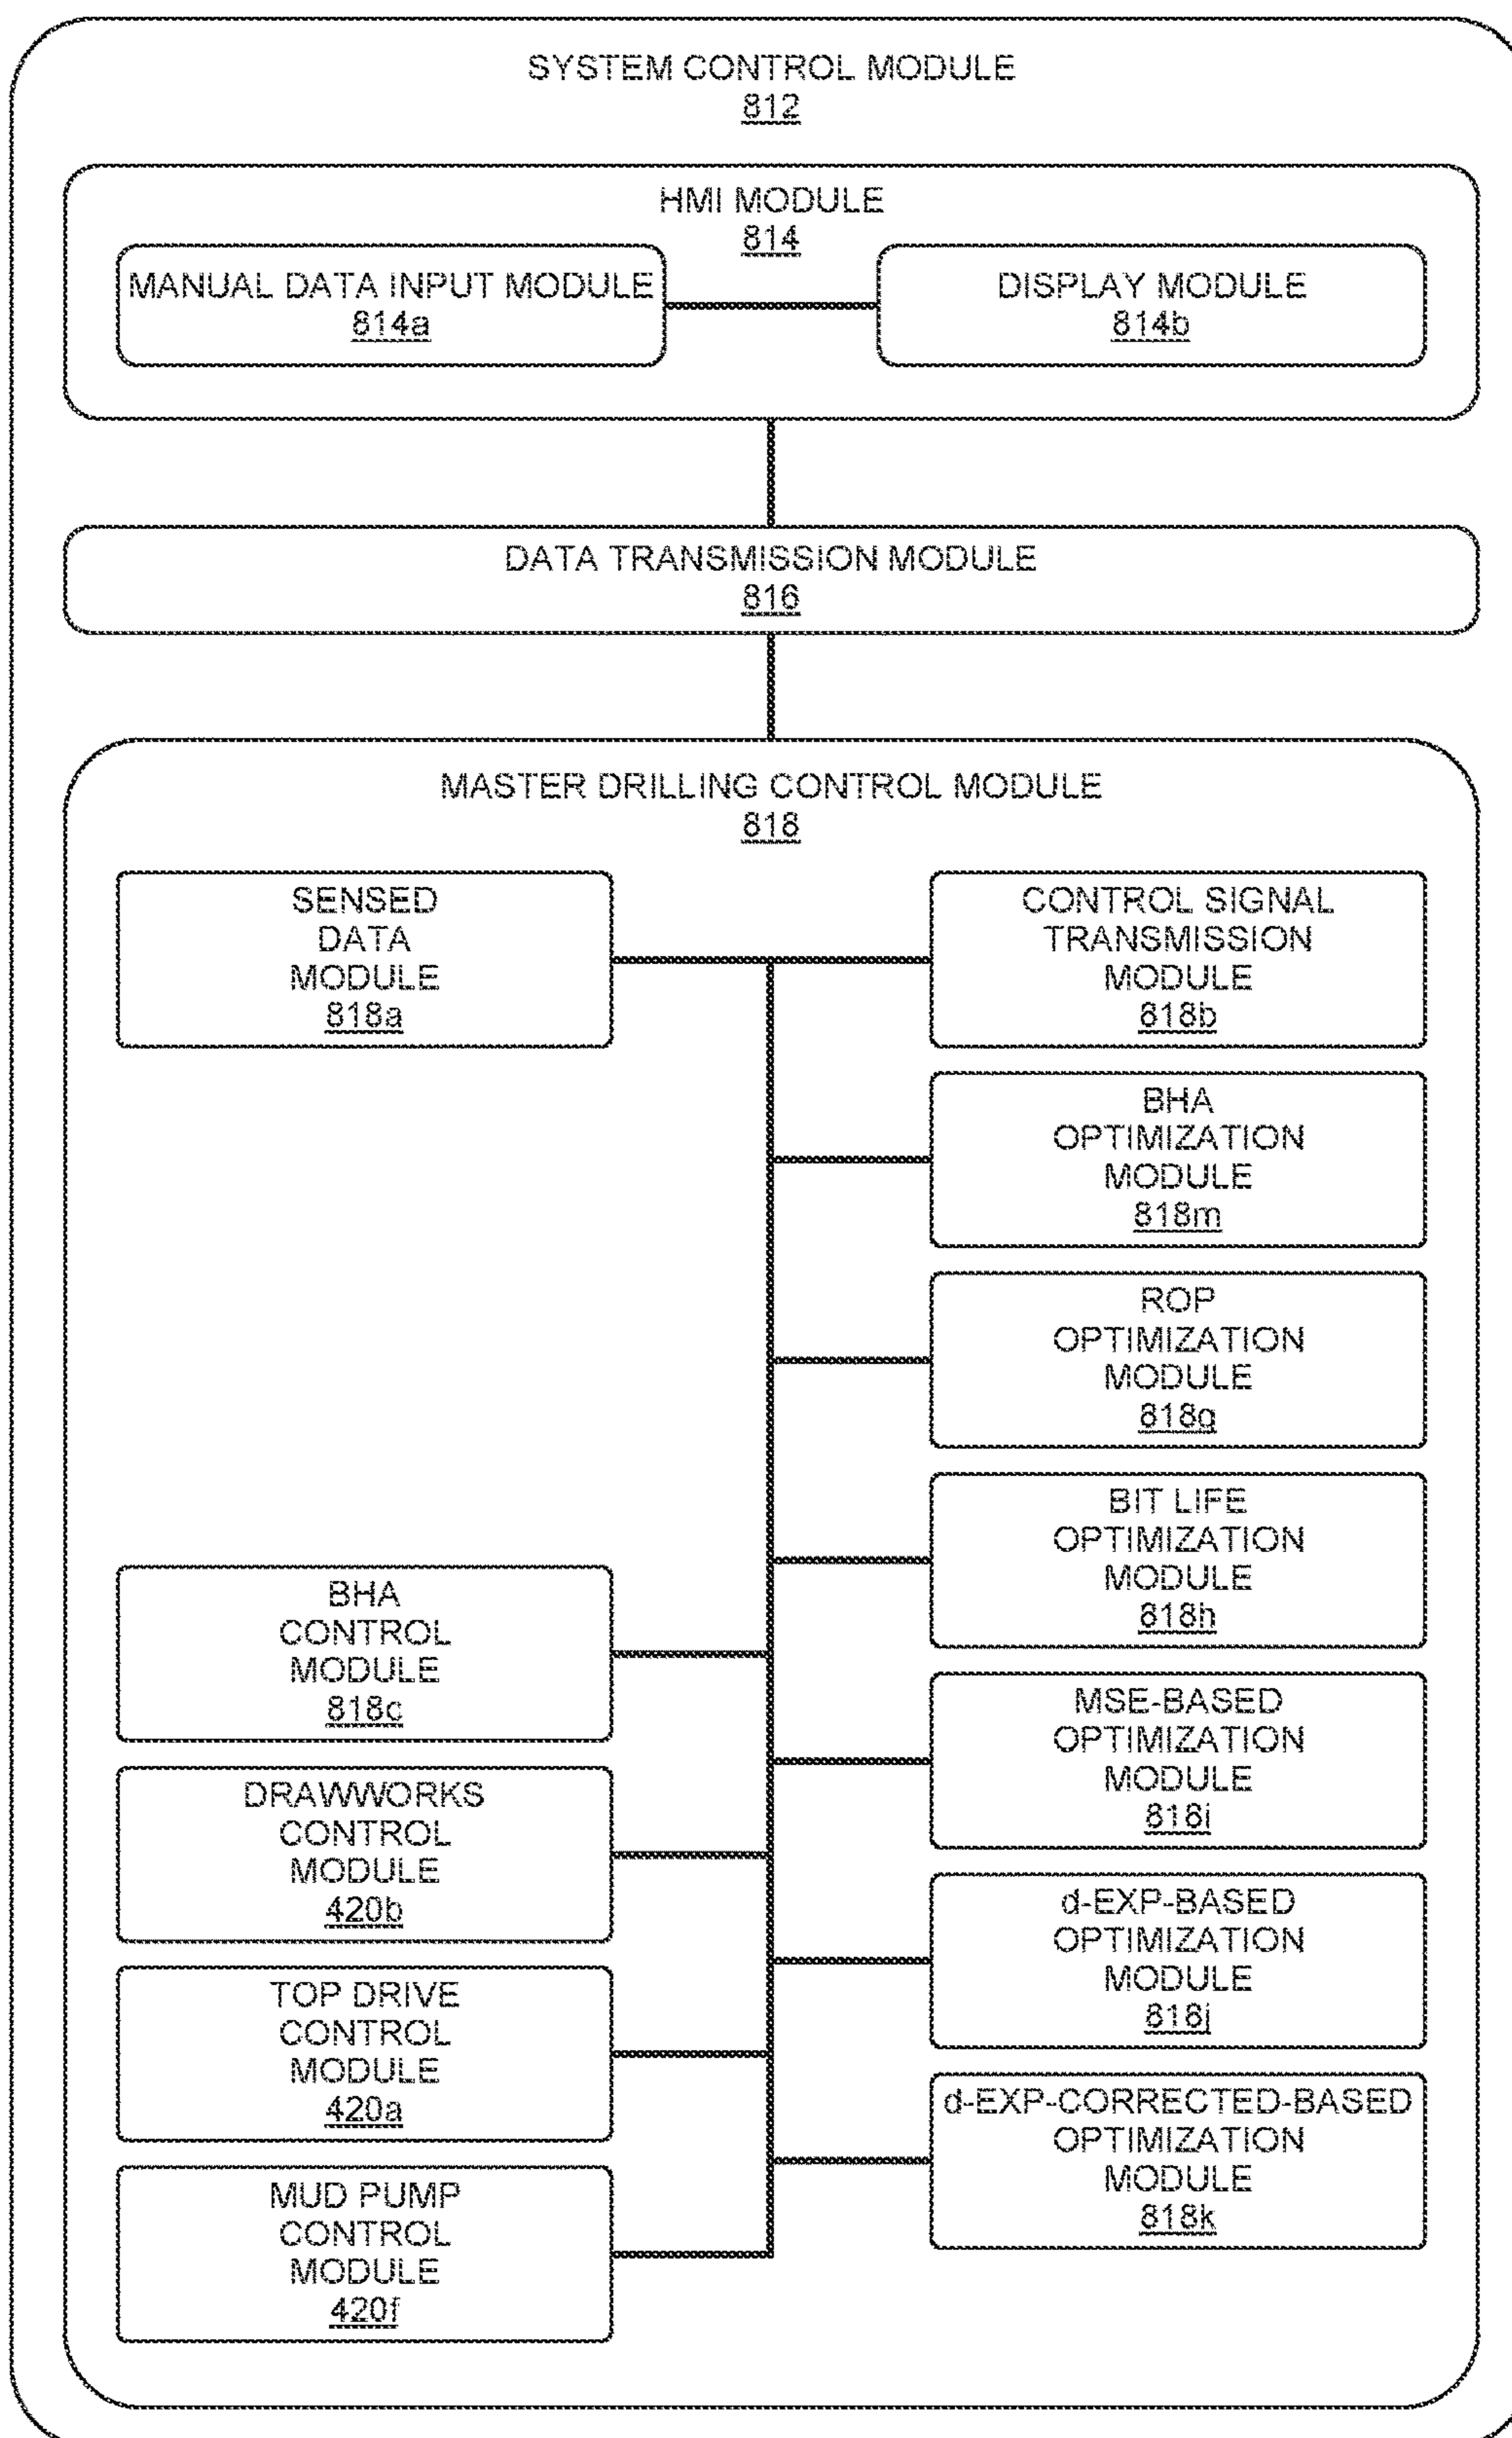 SYSTEM CONTROL MODULE
812
HMI MODULE
814
MANUAL DATA INPUT MODULE
814a
DISPLAY MODULE
814b
DATA TRANSMISSION MODULE
816
MASTER DRILLING CONTROL MODULE
818
SENSED
DATA
MODULE
818a
CONTROL SIGNAL
TRANSMISSION
MODULE
818b
BHA
OPTIMIZATION
MODULE
818m
ROP
OPTIMIZATION
MODULE
818g
BIT LIFE
OPTIMIZATION
MODULE
818h
BHA
CONTROL
MODULE
818c
MSE-BASED
OPTIMIZATION
MODULE
818i
DRAWWORKS
CONTROL
MODULE
420b
d-EXP-BASED
OPTIMIZATION
MODULE
818j
TOP DRIVE
CONTROL
MODULE
420a
d-EXP-CORRECTED-BASED
OPTIMIZATION
MODULE
818k
MUD PUMP
CONTROL
MODULE
420f